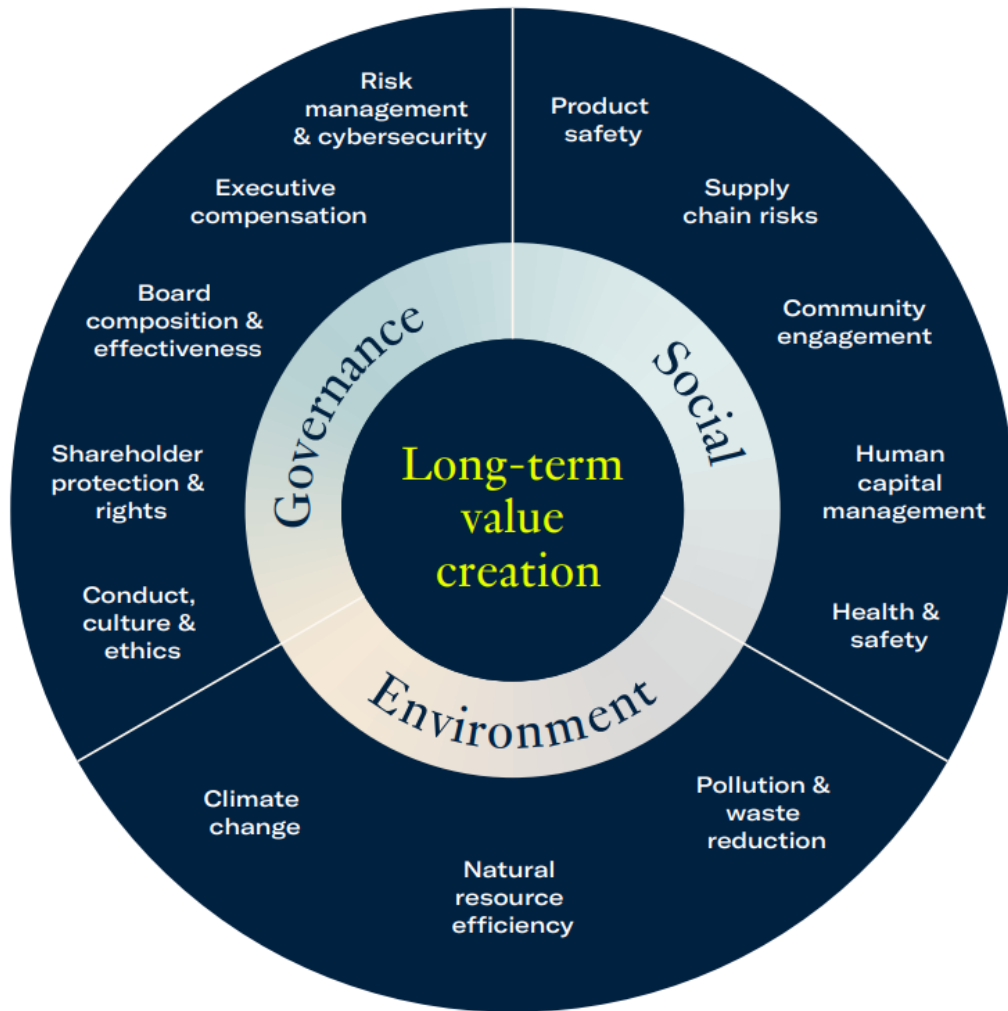 Risk
management
& cybersecurity
Executive
compensation
Board
composition &
effectiveness
Shareholder
protection &
rights
Conduct,
culture &
ethics
Governance
Product
safety
Supply
chain risks
Community
engagement
Human
capital
management
Health &
safety
Social
Long-term
value
creation
Environment
Climate
change
Natural
resource
efficiency
Pollution &
waste
reduction